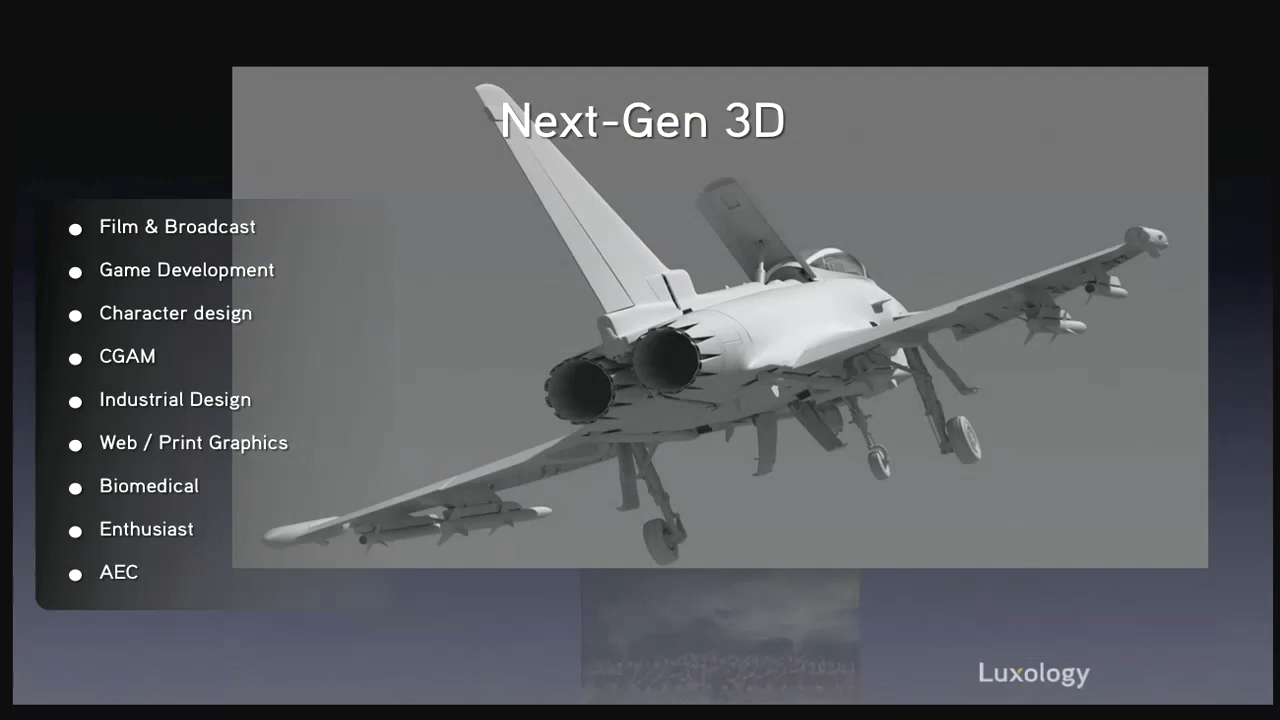 Next-Gen 3D
Film & Broadcast
Game Development
Character design
CGAM
Industrial Design
Web / Print Graphics
Biomedical
Enthusiast
AEC
Luxology